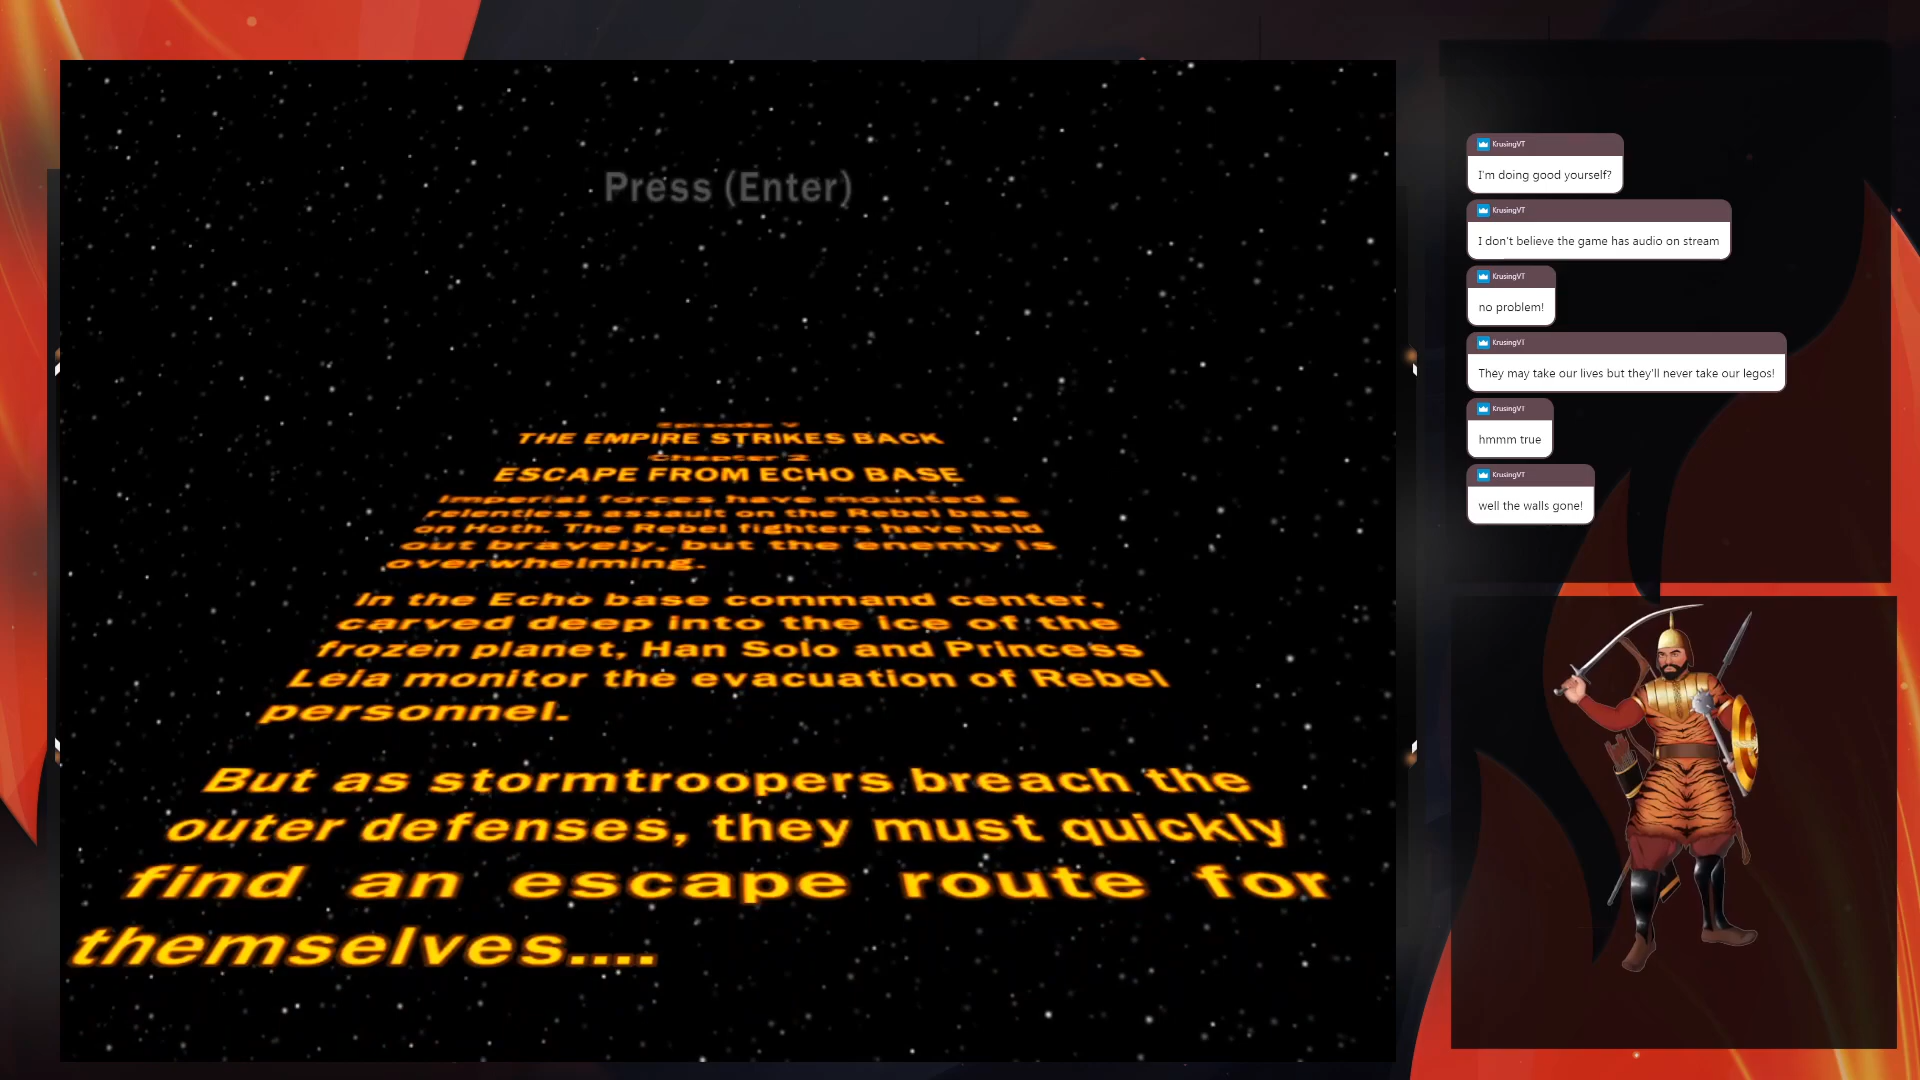 Press (Enter)
Episode V
THE EMPIRE STRIKES BACK
Chapter 2
ESCAPE FROM ECHO BASE
Imperial forces have mounted a
relentless assault on the Rebel base
on Hoth. The Rebel fighters have held
out bravely, but the enemy is
overwhelming.
In the Echo base command center,
carved deep into the ice of the
frozen planet, Han Solo and Princess
Leia monitor the evacuation of Rebel
personnel.
But as stormtroopers breach the
outer defenses, they must quickly
find an escape route for
themselves....
KrusingVT
I'm doing good yourself?
KrusingVT
I don't believe the game has audio on stream
KrusingVT
no problem!
KrusingVT
They may take our lives but they'll never take our legos!
KrusingVT
hmmm true
KrusingVT
well the walls gone!